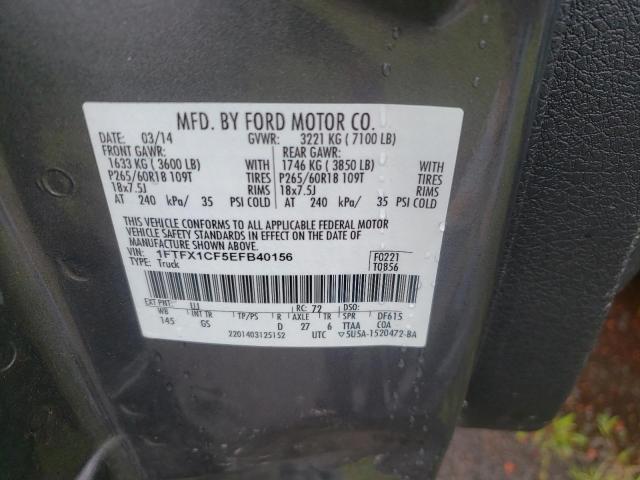 MFD. BY FORD MOTOR CO.
DATE: 03/14 GVWR: 3221 KG ( 7100 LB)
FRONT GAWR: REAR GAWR:
1633 KG ( 3600 LB) WITH 1746 KG ( 3850 LB) WITH
P265/60R18 109T TIRES P265/60R18 109T TIRES
18x7.5J RIMS 18x7.5J RIMS
AT 240 kPa/ 35 PSI COLD AT 240 kPa/ 35 PSI COLD
THIS VEHICLE CONFORMS TO ALL APPLICABLE FEDERAL MOTOR
VEHICLE SAFETY STANDARDS IN EFFECT ON THE DATE OF
MANUFACTURE SHOWN ABOVE.
VIN: 1FTFX1CF5EFB40156 F0221
TYPE: Truck T0856
EXT PNT: UJ RC: 72 DSO:
WB INT TR TP/PS R AXLE TR SPR DF615
145 GS D 27 6 TTAA COA
2201403125152 UTC ▽5U5A-1520472-BA